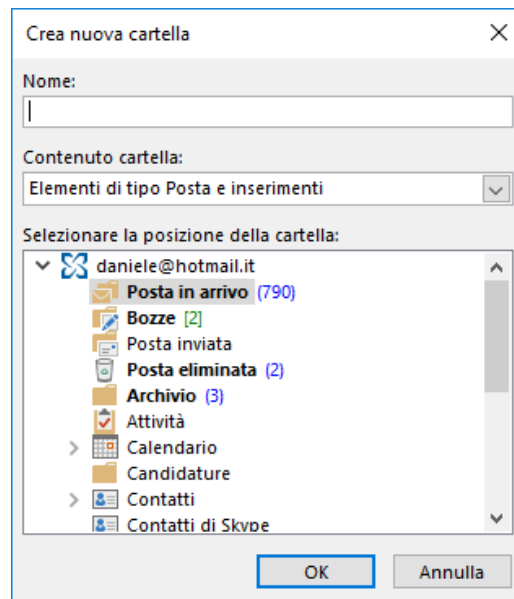 Crea nuova cartella
Nome:
Contenuto cartella:
Elementi di tipo Posta e inserimenti
Selezionare la posizione della cartella:
daniele@hotmail.it
Posta in arrivo (790)
Bozze [2]
Posta inviata
Posta eliminata (2)
Archivio (3)
Attività
Calendario
Candidature
Contatti
Contatti di Skype
OK Annulla